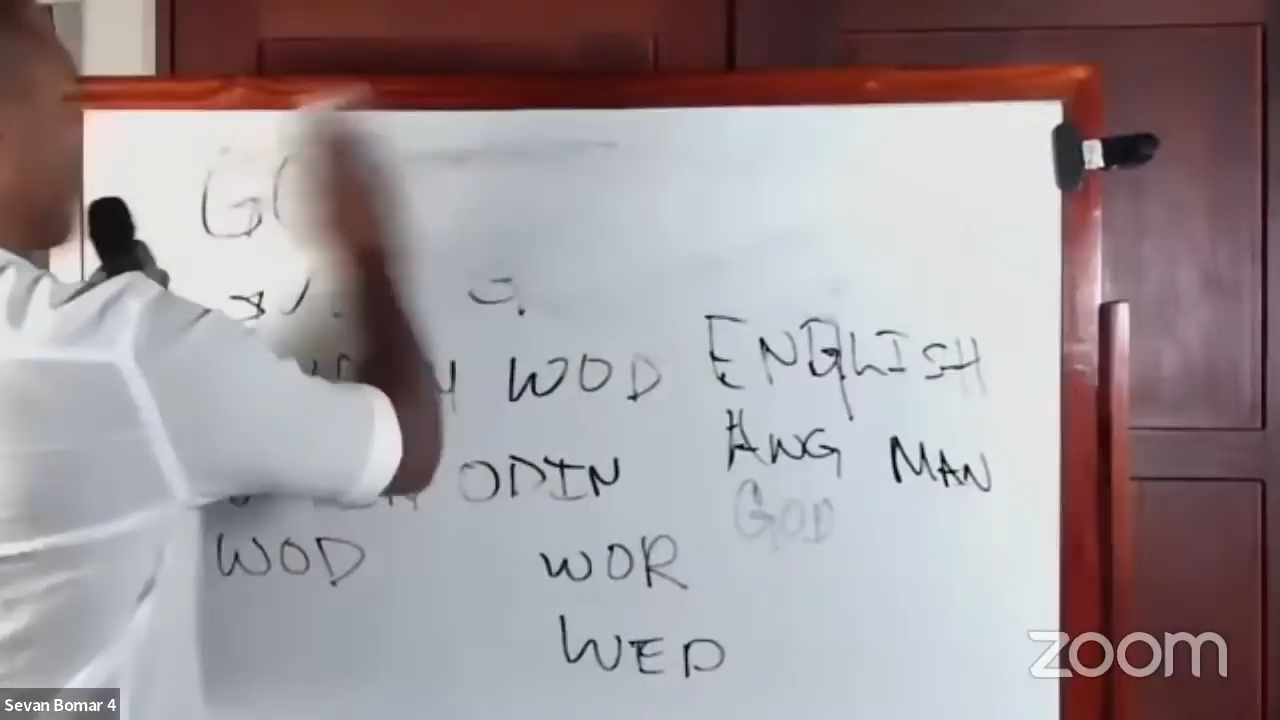 WOD ENGLISH
ODIN ANG MAN
GOD
WOD WOR
WED
zoom
Sevan Bomar 4